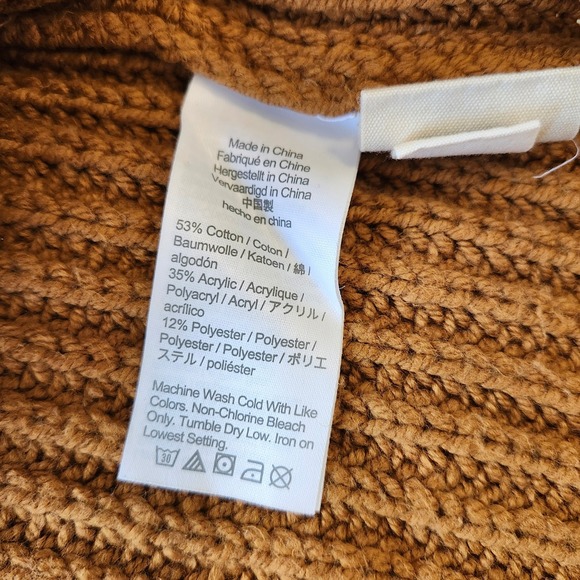 Made in China
Fabriqué en Chine
Hergestellt in China
Vervaardigd in China
中国製
hecho en china
53% Cotton / Coton /
Baumwolle / Katoen / 綿 /
algodón
35% Acrylic / Acrylique /
Polyacryl / Acryl / アクリル /
acrílico
12% Polyester / Polyester /
Polyester / Polyester / ポリエ
ステル / poliéster
Machine Wash Cold With Like
Colors. Non-Chlorine Bleach
Only. Tumble Dry Low. Iron on
Lowest Setting.
30